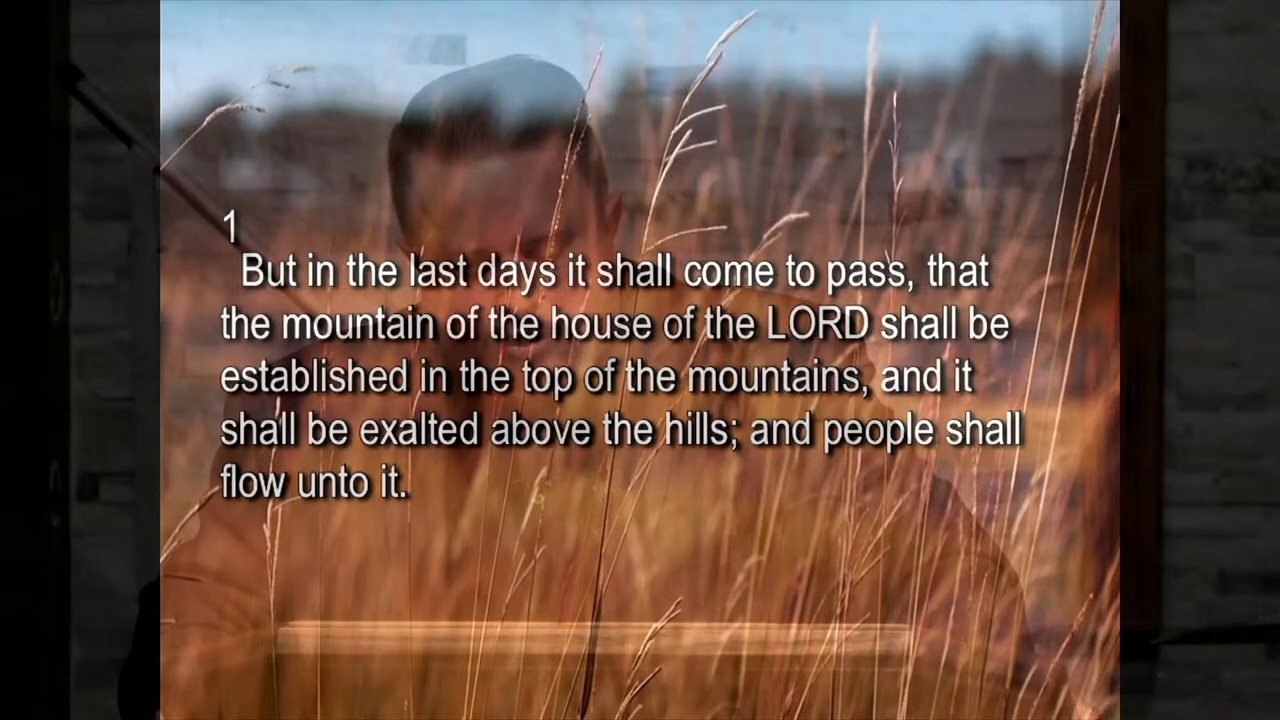 1
But in the last days it shall come to pass, that
the mountain of the house of the LORD shall be
established in the top of the mountains, and it
shall be exalted above the hills; and people shall
flow unto it.